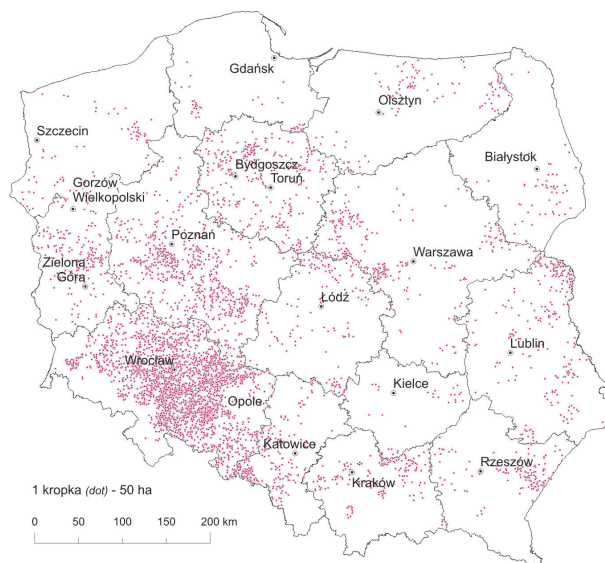 Gdańsk
Olsztyn
Szczecin
Białystok
Bydgoszcz
Toruń
Gorzów
Wielkopolski
Poznań
Warszawa
Zielona
Góra
Łódź
Lublin
Wrocław
Kielce
Opole
Katowice
Rzeszów
Kraków
1 kropka (dot) - 50 ha
0 50 100 150 200 km